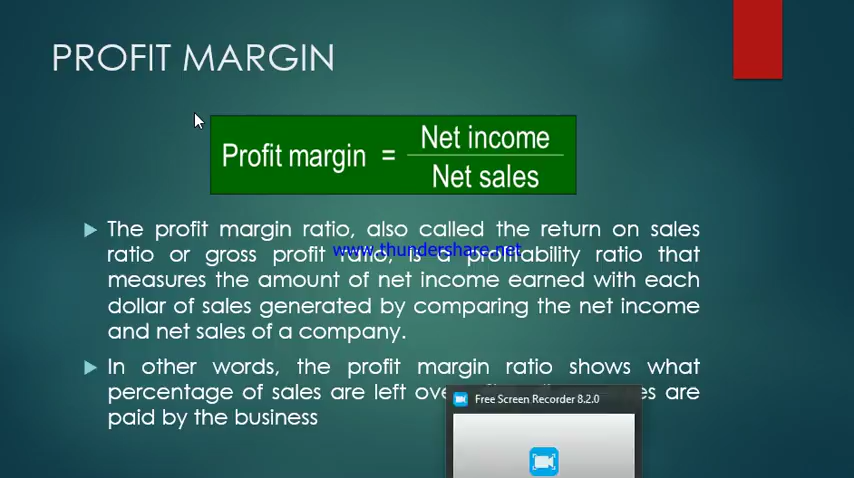 PROFIT MARGIN
Profit margin = Net income
Net sales
The profit margin ratio, also called the return on sales
ratio or gross profit ratio, is a profitability ratio that
www.thundershare.net
measures the amount of net income earned with each
dollar of sales generated by comparing the net income
and net sales of a company.
In other words, the profit margin ratio shows what
percentage of sales are left are
paid by the business
Free Screen Recorder 8.2.0